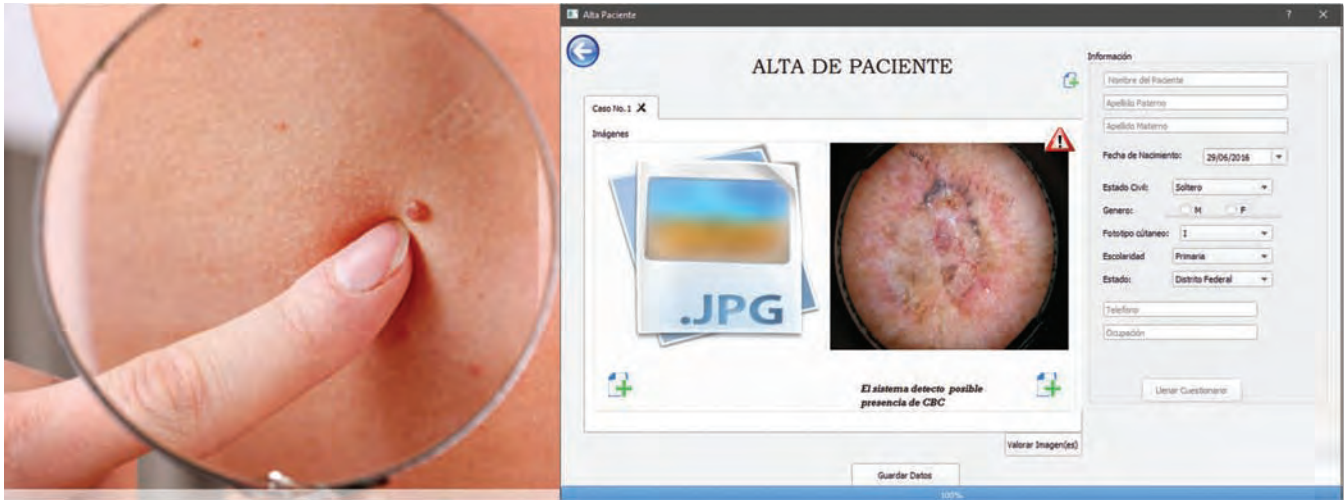 Alta Paciente
?
ALTA DE PACIENTE
Caso No. 1
Imágenes
.JPG
El sistema detecto posible
presencia de CBC
Valorar Imagen(es)
Guardar Datos
100%
Información
Nombre del Paciente
Apellido Paterno
Apellido Materno
Fecha de Nacimiento: 29/06/2016
Estado Civil: Soltero
Genero: M F
Fototipo cútaneo: I
Escolaridad Primaria
Estado: Distrito Federal
Telefono
Ocupación
Llenar Cuestionario